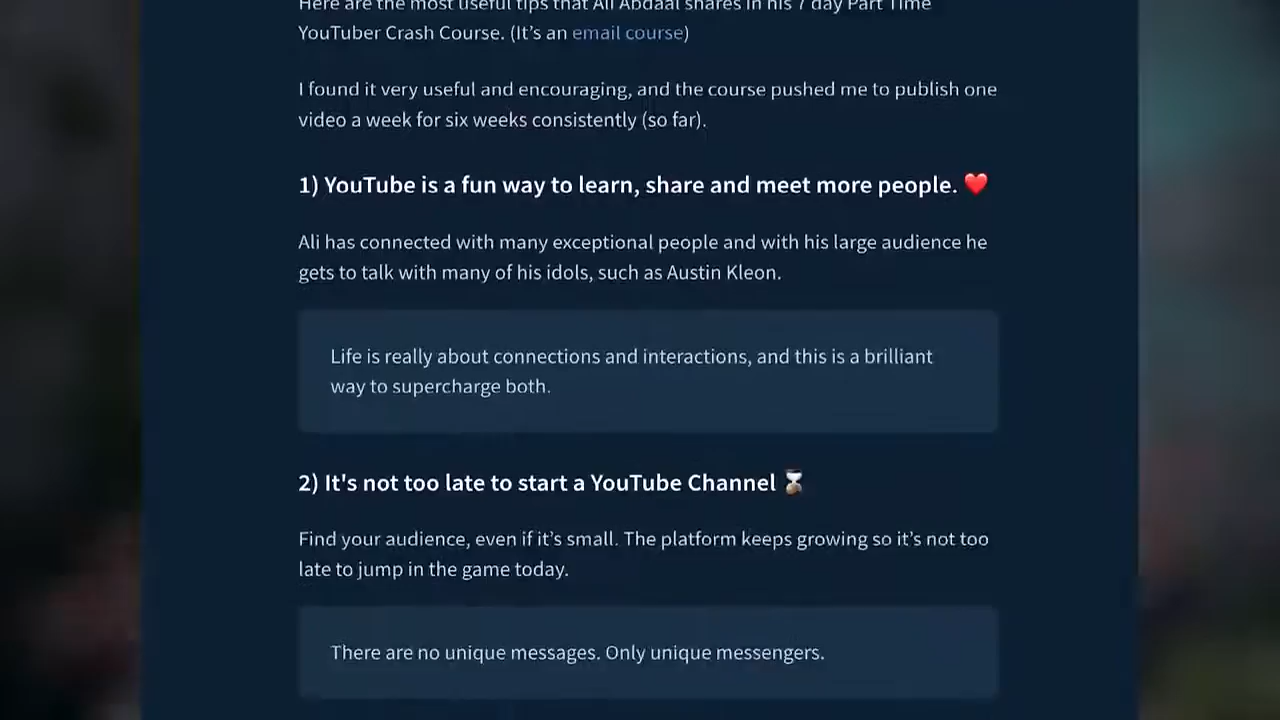 Here are the most useful tips that Ali Abdaal shares in his 7 day Part Time
YouTuber Crash Course. (It’s an email course)
I found it very useful and encouraging, and the course pushed me to publish one
video a week for six weeks consistently (so far).
1) YouTube is a fun way to learn, share and meet more people. ❤️
Ali has connected with many exceptional people and with his large audience he
gets to talk with many of his idols, such as Austin Kleon.
Life is really about connections and interactions, and this is a brilliant
way to supercharge both.
2) It's not too late to start a YouTube Channel ⏳
Find your audience, even if it’s small. The platform keeps growing so it’s not too
late to jump in the game today.
There are no unique messages. Only unique messengers.